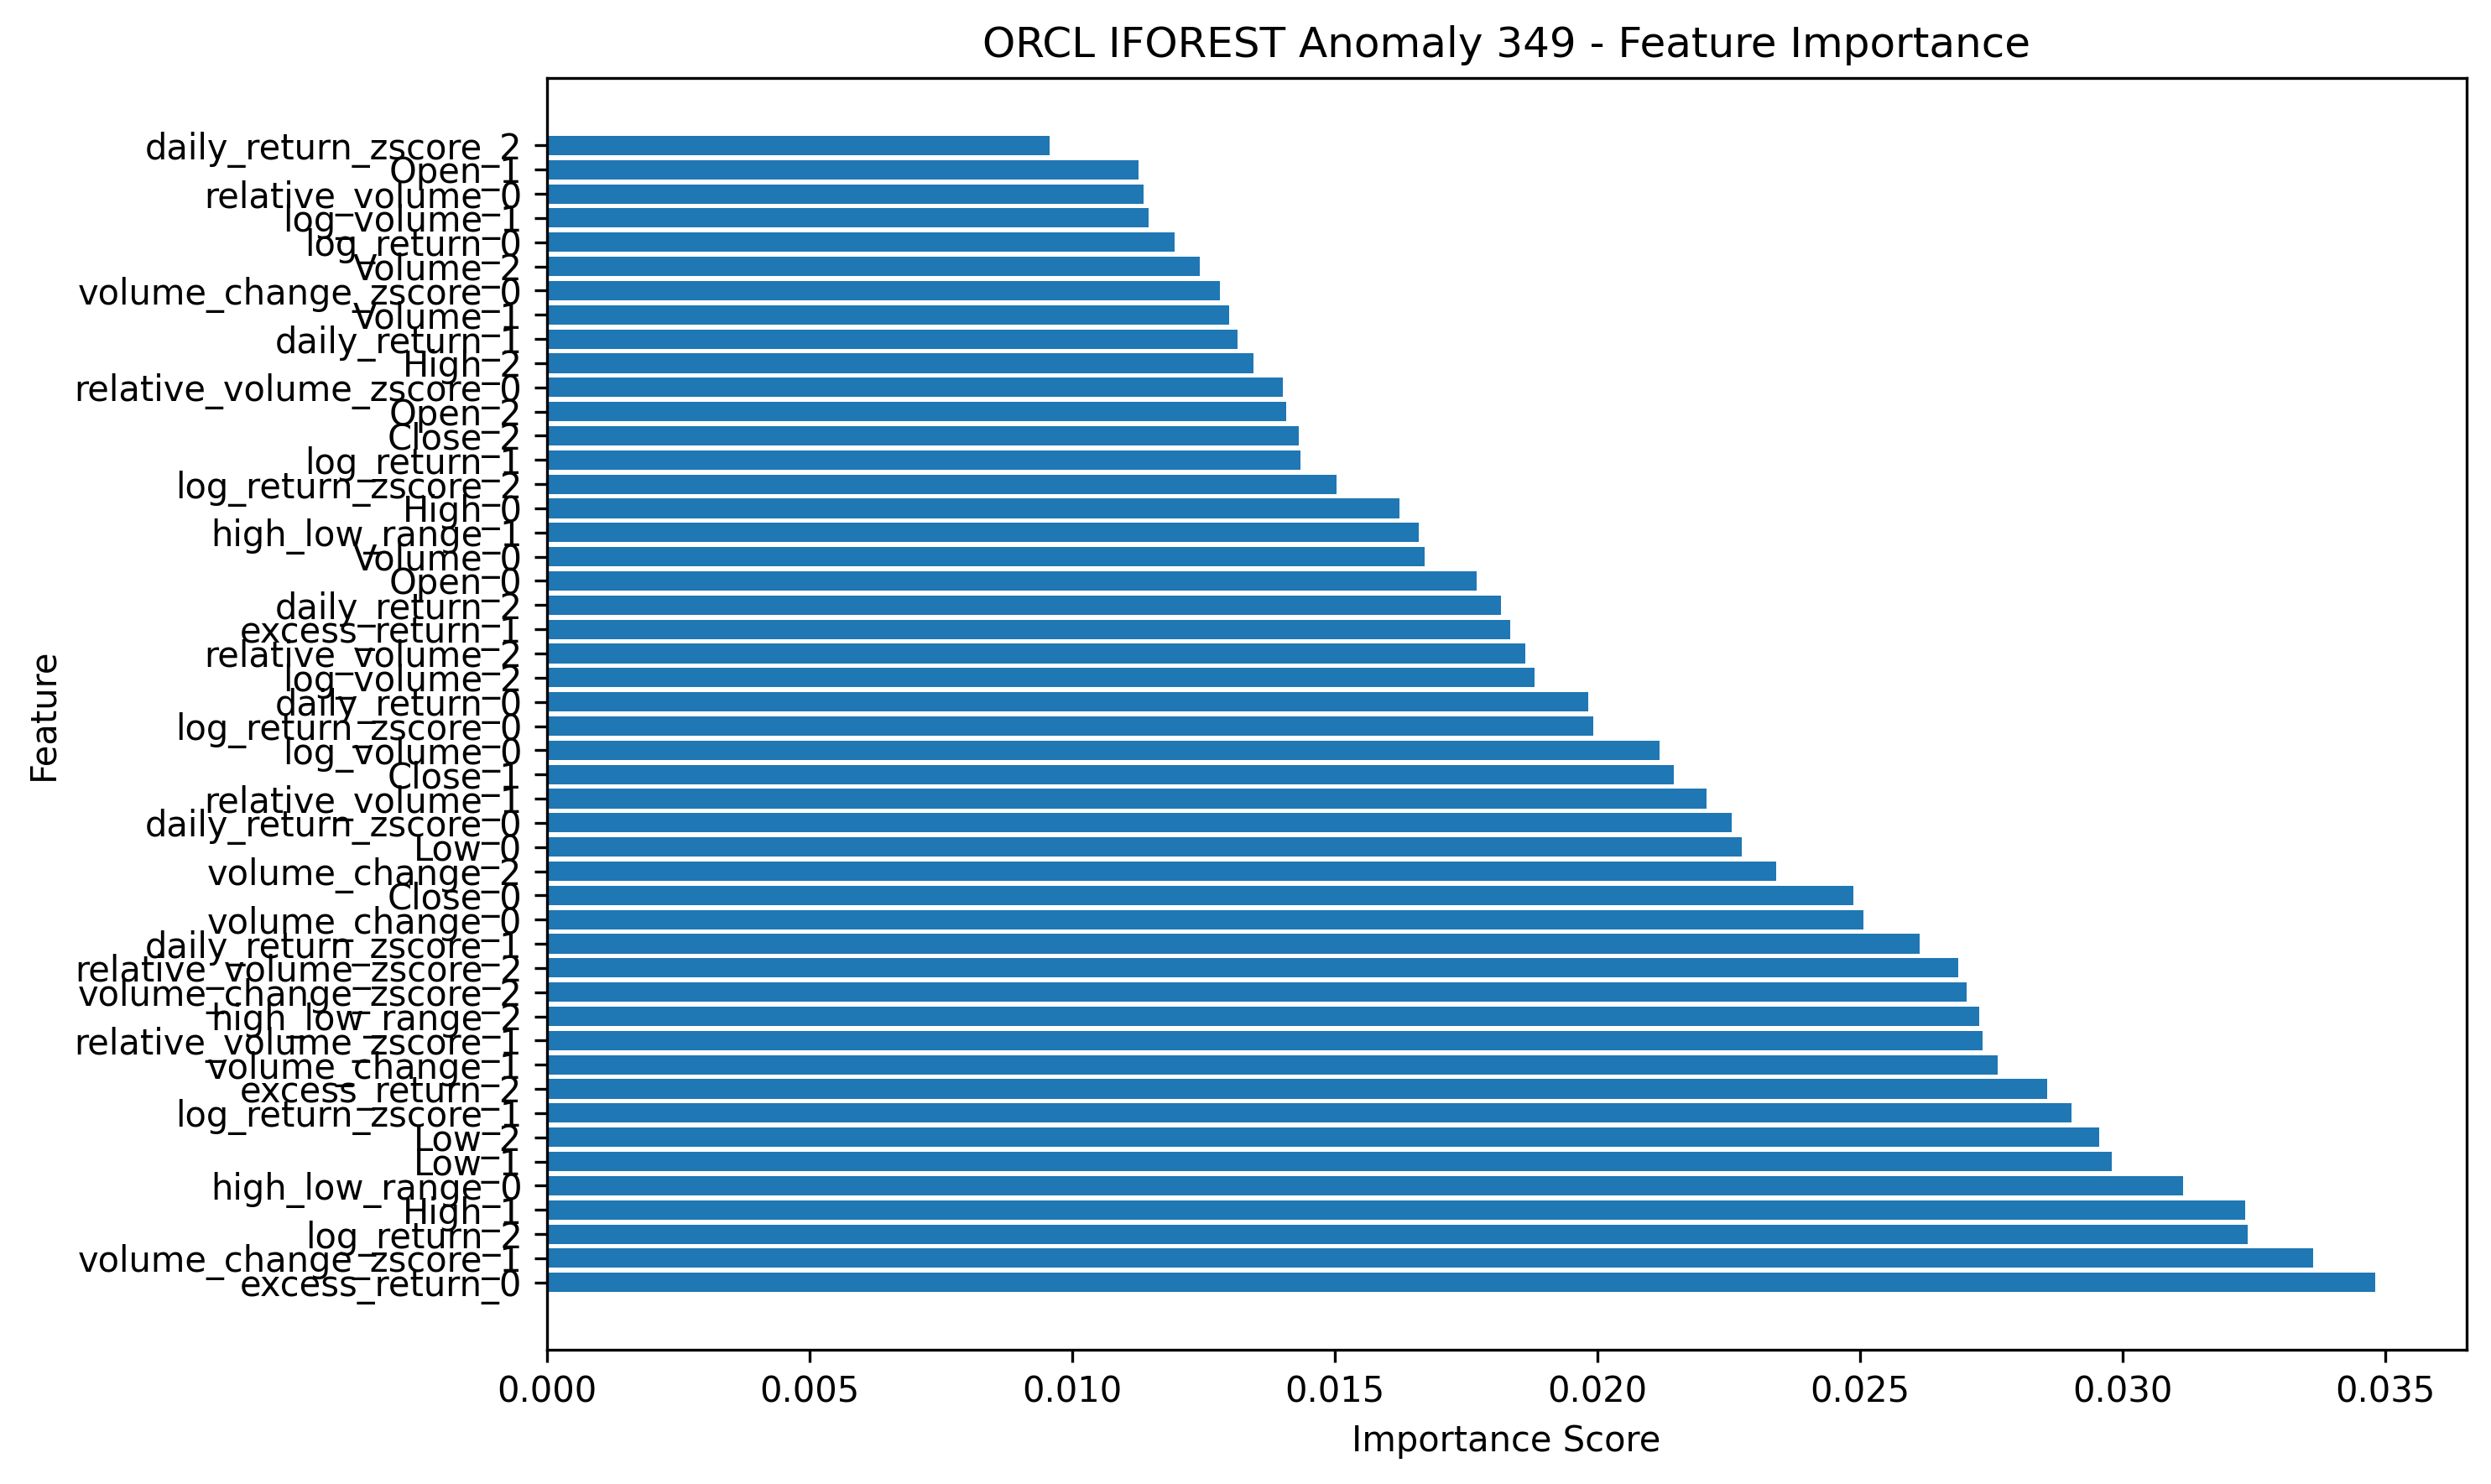 ORCL IFOREST Anomaly 349 - Feature Importance
daily_return_zscore_2
Open_1
relative_volume_0
log_volume_1
log_return_0
Volume_2
volume_change_zscore_0
Volume_1
daily_return_1
High_2
relative_volume_zscore_0
Open_2
Close_2
log_return_1
log_return_zscore_2
High_0
high_low_range_1
Volume_0
Open_0
daily_return_2
excess_return_1
relative_volume_2
log_volume_2
daily_return_0
log_return_zscore_0
log_volume_0
Close_1
relative_volume_1
daily_return_zscore_0
Low_0
volume_change_2
Close_0
volume_change_0
daily_return_zscore_1
relative_volume_zscore_2
volume_change_zscore_2
high_low_range_2
relative_volume_zscore_1
volume_change_1
excess_return_2
log_return_zscore_1
Low_2
Low_1
high_low_range_0
High_1
log_return_2
volume_change_zscore_1
excess_return_0
Feature
0.000 0.005 0.010 0.015 0.020 0.025 0.030 0.035
Importance Score